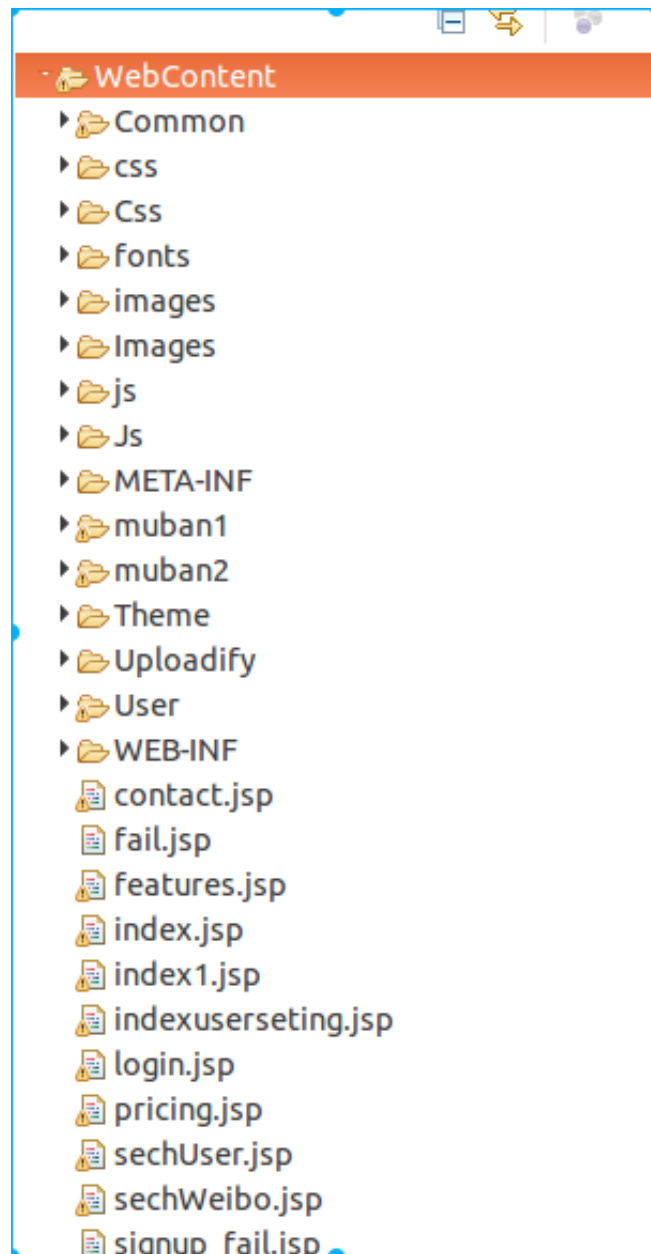 WebContent
Common
css
Css
fonts
images
Images
js
Js
META-INF
muban1
muban2
Theme
Uploadify
User
WEB-INF
contact.jsp
fail.jsp
features.jsp
index.jsp
index1.jsp
indexuserseting.jsp
login.jsp
pricing.jsp
sechUser.jsp
sechWeibo.jsp
signup_fail.jsp